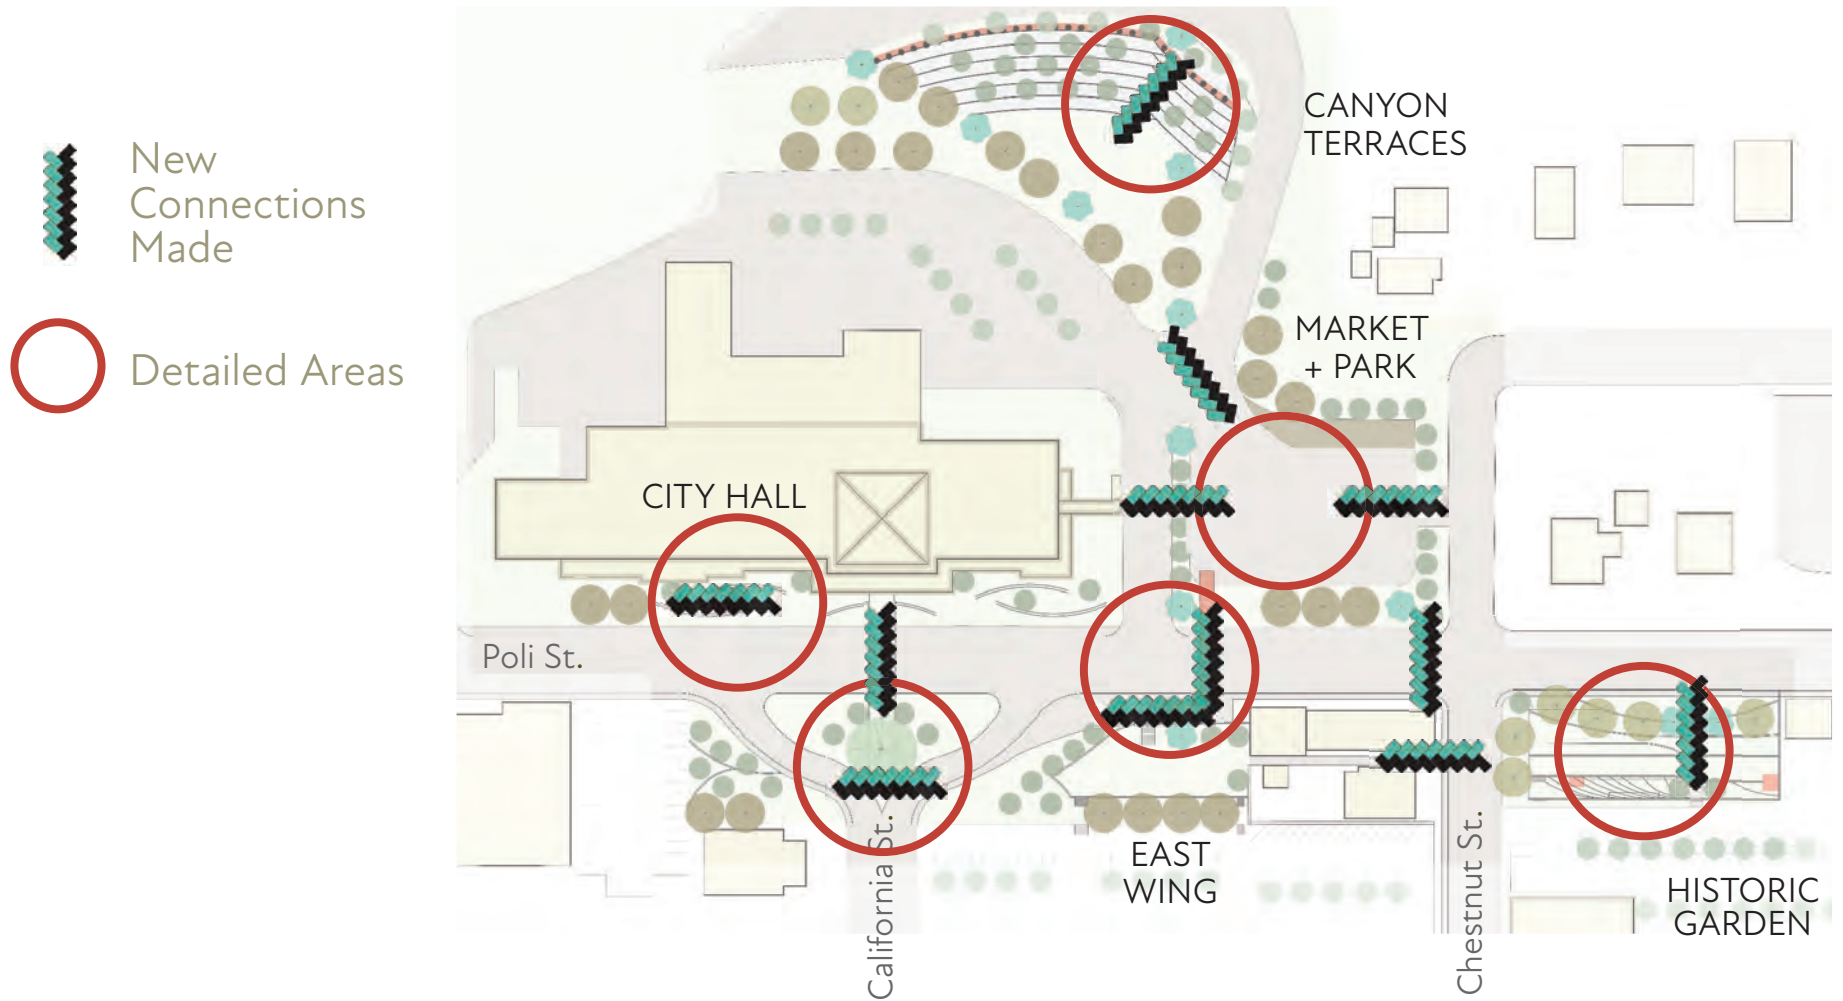 New
Connections
Made
Detailed Areas
CANYON
TERRACES
MARKET
+ PARK
CITY HALL
Poli St.
California St.
EAST
WING
Chestnut St.
HISTORIC
GARDEN